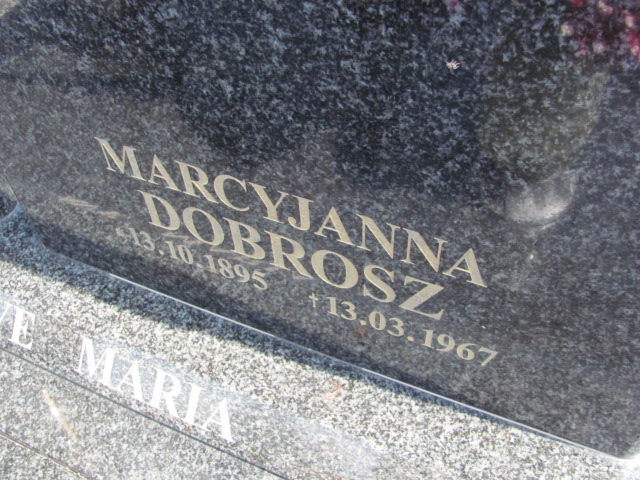 MARCYJANNA
DOBROSZ
*13.10.1895 †13.03.1967
VE MARIA